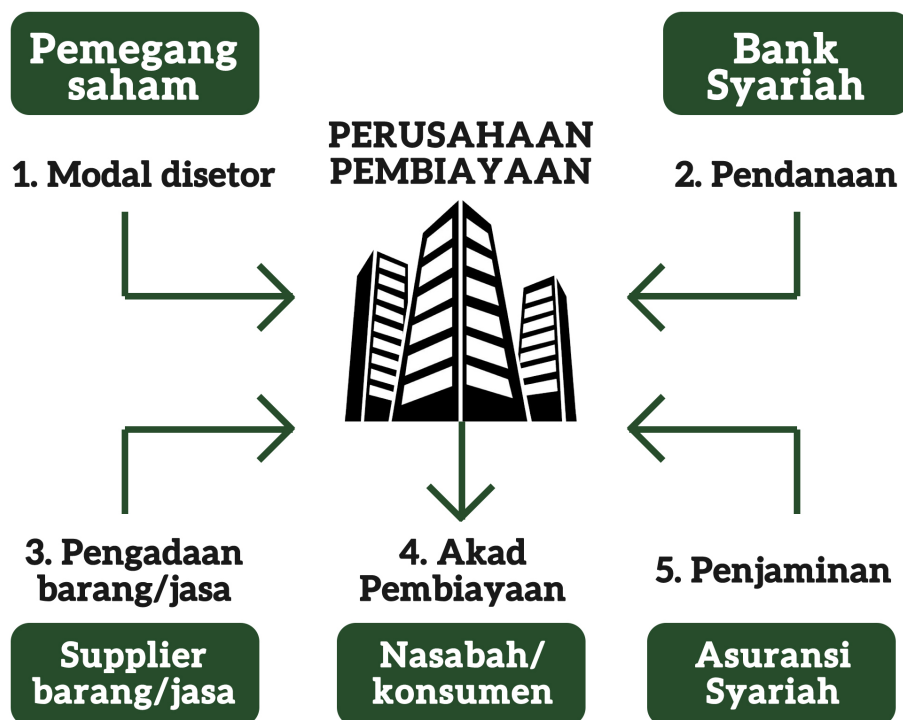 Pemegang
saham
Bank
Syariah
PERUSAHAAN
PEMBIAYAAN
1. Modal disetor
2. Pendanaan
3. Pengadaan
barang/jasa
4. Akad
Pembiayaan
5. Penjaminan
Supplier
barang/jasa
Nasabah/
konsumen
Asuransi
Syariah